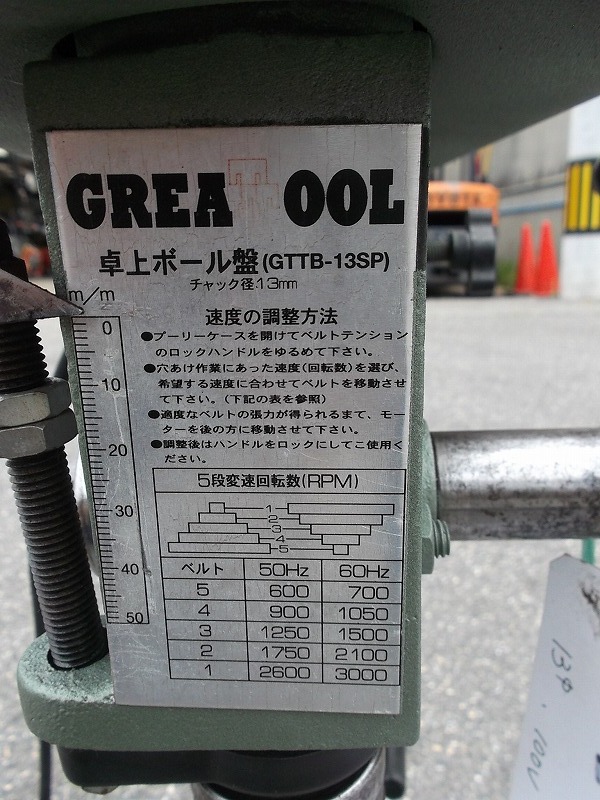 GREATOOL
卓上ボール盤(GTTB-13SP)
チャック径13mm
m/m
0
10
20
30
40
50
速度の調整方法
●プーリーケースを開けてベルトテンション
のロックハンドルをゆるめて下さい。
●穴あけ作業にあった速度(回転数)を選び、
希望する速度に合わせてベルトを移動させ
て下さい。(下記の表を参照)
●適度なベルトの張力が得られるまで、モー
ターを後の方に移動させて下さい。
●調整後はハンドルをロックにしてご使用く
ださい。
5段変速回転数(RPM)
1
2
3
4
5
ベルト 50Hz 60Hz
5 600 700
4 900 1050
3 1250 1500
2 1750 2100
1 2600 3000
13φ. 100V